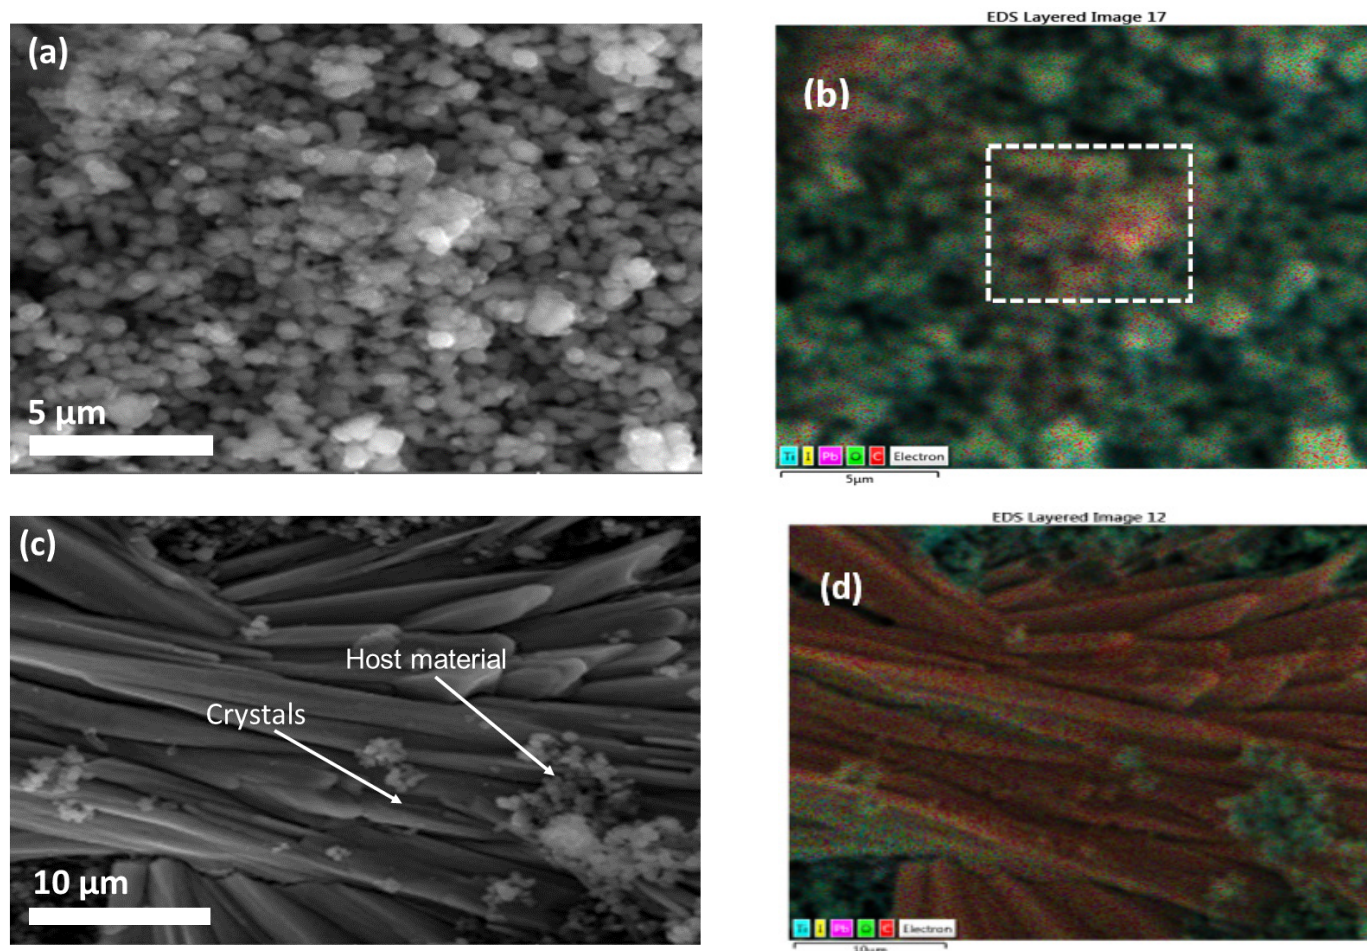 (a)
5 µm
EDS Layered Image 17
(b)
Ti I Pb O C Electron
5µm
(c)
Host material
Crystals
10 µm
EDS Layered Image 12
(d)
Ti I Pb O C Electron
10µm